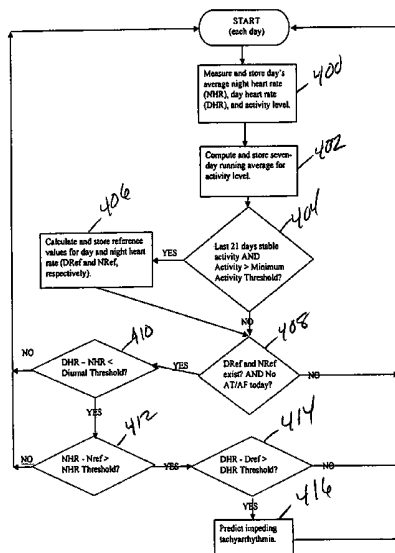 START
(each day)
400
Measure and store day's
average night heart rate
(NHR), day heart rate
(DHR), and activity level.
402
Compute and store seven-
day running average for
activity level.
404
Last 21 days stable
activity AND
Activity > Minimum
Activity Threshold?
YES
NO
406
Calculate and store reference
values for day and night heart
rate (DRef and NRef,
respectively).
408
DRef and NRef
exist? AND No
AT/AF today?
YES
NO
410
DHR - NHR <
Diurnal Threshold?
NO
YES
412
NHR - Nref >
NHR Threshold?
NO
YES
414
DHR - Dref >
DHR Threshold?
NO
YES
416
Predict impeding
tachyarrhythmia.